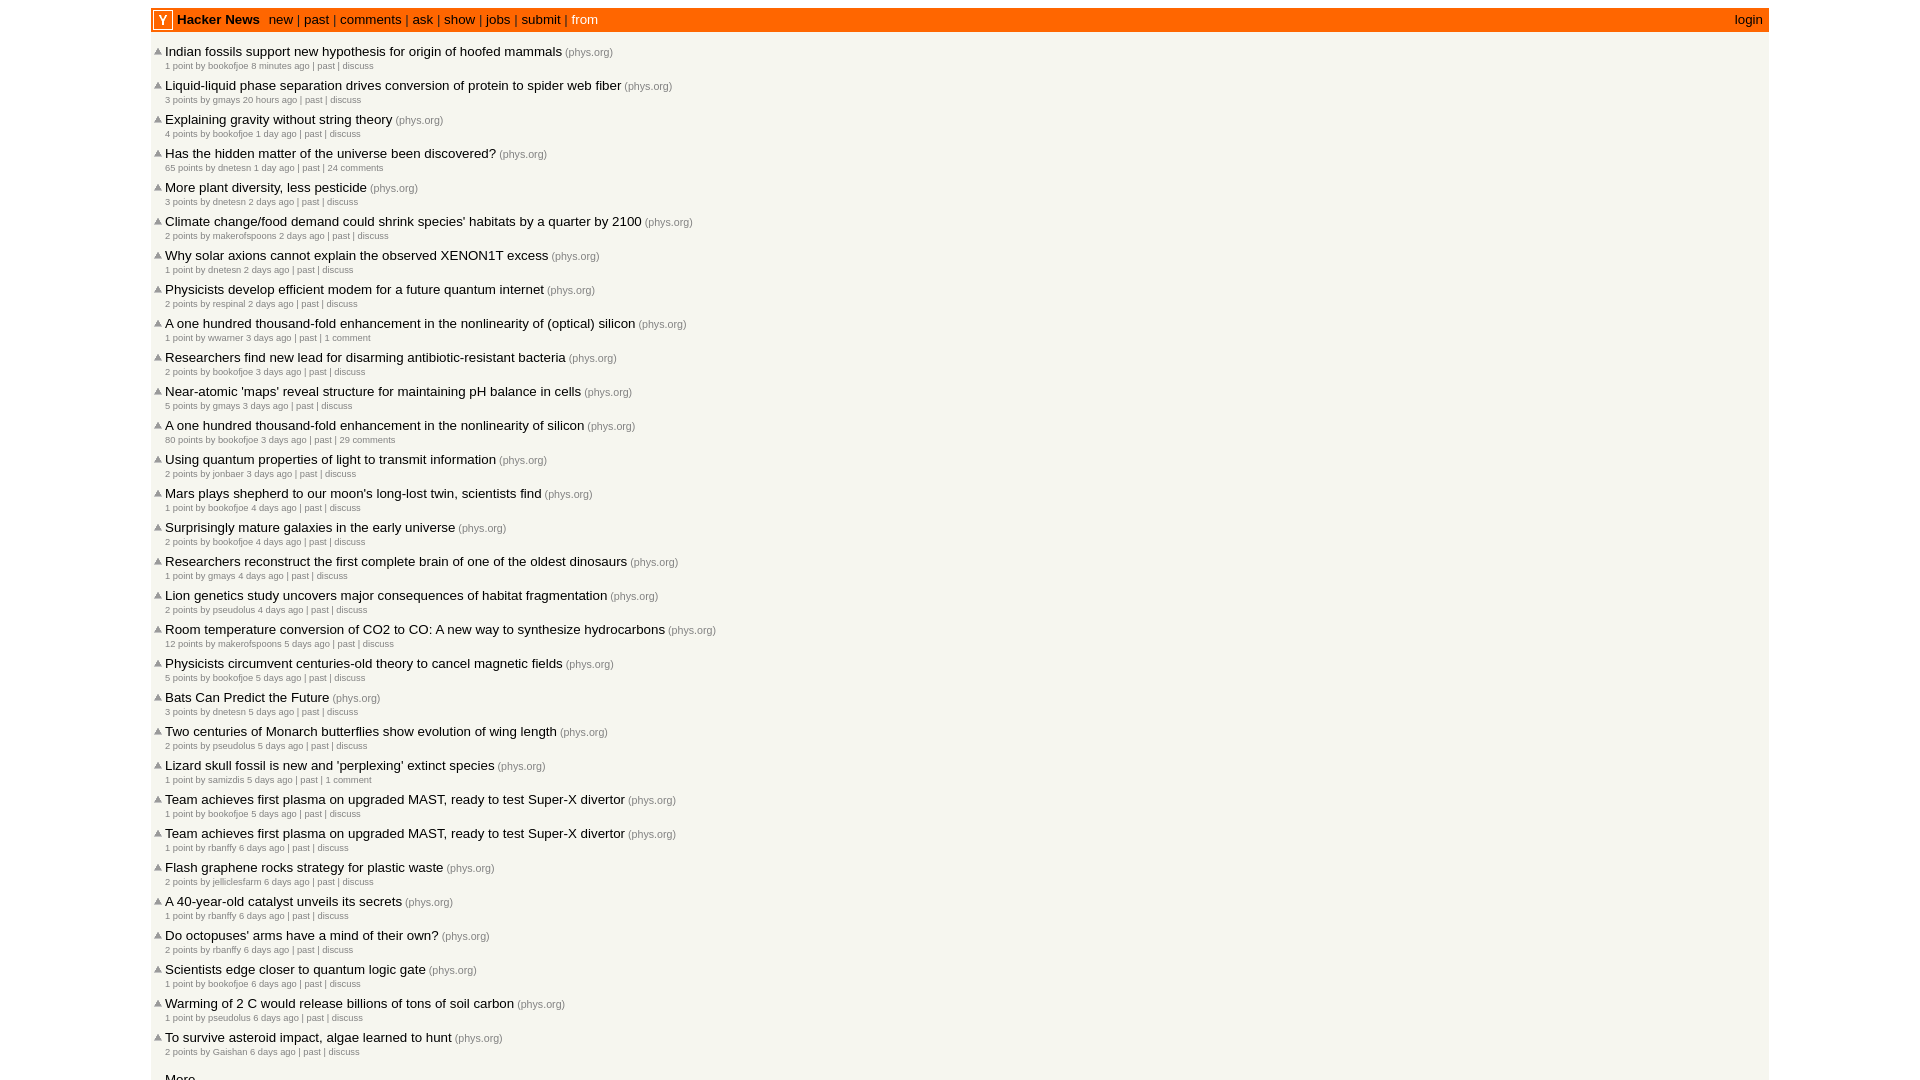 Y Hacker News new | past | comments | ask | show | jobs | submit | from login
Indian fossils support new hypothesis for origin of hoofed mammals (phys.org)
1 point by bookofjoe 8 minutes ago | past | discuss
Liquid-liquid phase separation drives conversion of protein to spider web fiber (phys.org)
3 points by gmays 20 hours ago | past | discuss
Explaining gravity without string theory (phys.org)
4 points by bookofjoe 1 day ago | past | discuss
Has the hidden matter of the universe been discovered? (phys.org)
65 points by dnetesn 1 day ago | past | 24 comments
More plant diversity, less pesticide (phys.org)
3 points by dnetesn 2 days ago | past | discuss
Climate change/food demand could shrink species' habitats by a quarter by 2100 (phys.org)
2 points by makerofspoons 2 days ago | past | discuss
Why solar axions cannot explain the observed XENON1T excess (phys.org)
1 point by dnetesn 2 days ago | past | discuss
Physicists develop efficient modem for a future quantum internet (phys.org)
2 points by respinal 2 days ago | past | discuss
A one hundred thousand-fold enhancement in the nonlinearity of (optical) silicon (phys.org)
1 point by wwarner 3 days ago | past | 1 comment
Researchers find new lead for disarming antibiotic-resistant bacteria (phys.org)
2 points by bookofjoe 3 days ago | past | discuss
Near-atomic 'maps' reveal structure for maintaining pH balance in cells (phys.org)
5 points by gmays 3 days ago | past | discuss
A one hundred thousand-fold enhancement in the nonlinearity of silicon (phys.org)
80 points by bookofjoe 3 days ago | past | 29 comments
Using quantum properties of light to transmit information (phys.org)
2 points by jonbaer 3 days ago | past | discuss
Mars plays shepherd to our moon's long-lost twin, scientists find (phys.org)
1 point by bookofjoe 4 days ago | past | discuss
Surprisingly mature galaxies in the early universe (phys.org)
2 points by bookofjoe 4 days ago | past | discuss
Researchers reconstruct the first complete brain of one of the oldest dinosaurs (phys.org)
1 point by gmays 4 days ago | past | discuss
Lion genetics study uncovers major consequences of habitat fragmentation (phys.org)
2 points by pseudolus 4 days ago | past | discuss
Room temperature conversion of CO2 to CO: A new way to synthesize hydrocarbons (phys.org)
12 points by makerofspoons 5 days ago | past | discuss
Physicists circumvent centuries-old theory to cancel magnetic fields (phys.org)
5 points by bookofjoe 5 days ago | past | discuss
Bats Can Predict the Future (phys.org)
3 points by dnetesn 5 days ago | past | discuss
Two centuries of Monarch butterflies show evolution of wing length (phys.org)
2 points by pseudolus 5 days ago | past | discuss
Lizard skull fossil is new and 'perplexing' extinct species (phys.org)
1 point by samizdis 5 days ago | past | 1 comment
Team achieves first plasma on upgraded MAST, ready to test Super-X divertor (phys.org)
1 point by bookofjoe 5 days ago | past | discuss
Team achieves first plasma on upgraded MAST, ready to test Super-X divertor (phys.org)
1 point by rbanffy 6 days ago | past | discuss
Flash graphene rocks strategy for plastic waste (phys.org)
2 points by jelliclesfarm 6 days ago | past | discuss
A 40-year-old catalyst unveils its secrets (phys.org)
1 point by rbanffy 6 days ago | past | discuss
Do octopuses' arms have a mind of their own? (phys.org)
2 points by rbanffy 6 days ago | past | discuss
Scientists edge closer to quantum logic gate (phys.org)
1 point by bookofjoe 6 days ago | past | discuss
Warming of 2 C would release billions of tons of soil carbon (phys.org)
1 point by pseudolus 6 days ago | past | discuss
To survive asteroid impact, algae learned to hunt (phys.org)
2 points by Gaishan 6 days ago | past | discuss
More